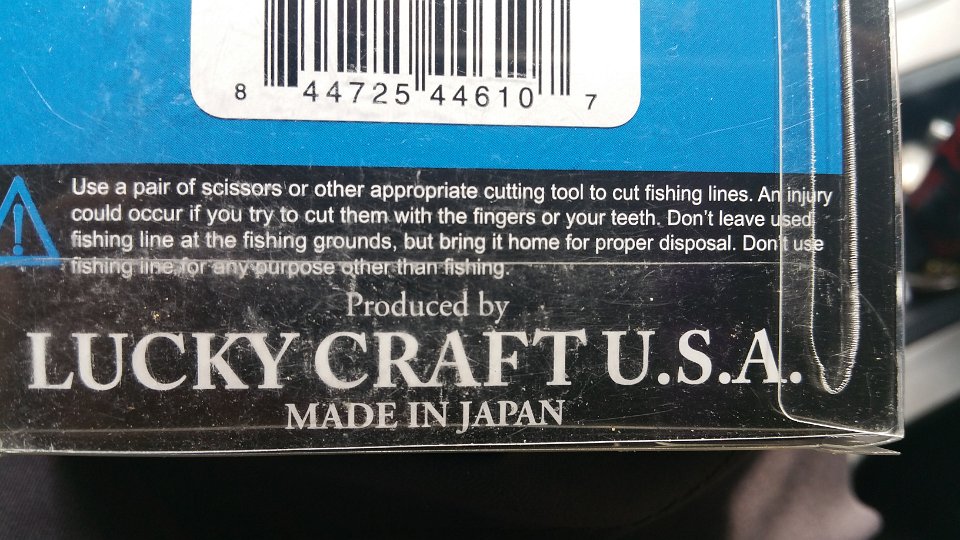 8 44725 44610 7
Use a pair of scissors or other appropriate cutting tool to cut fishing lines. An injury
could occur if you try to cut them with the fingers or your teeth. Don't leave used
fishing line at the fishing grounds, but bring it home for proper disposal. Don't use
fishing line for any purpose other than fishing.
Produced by
LUCKY CRAFT U.S.A.
MADE IN JAPAN